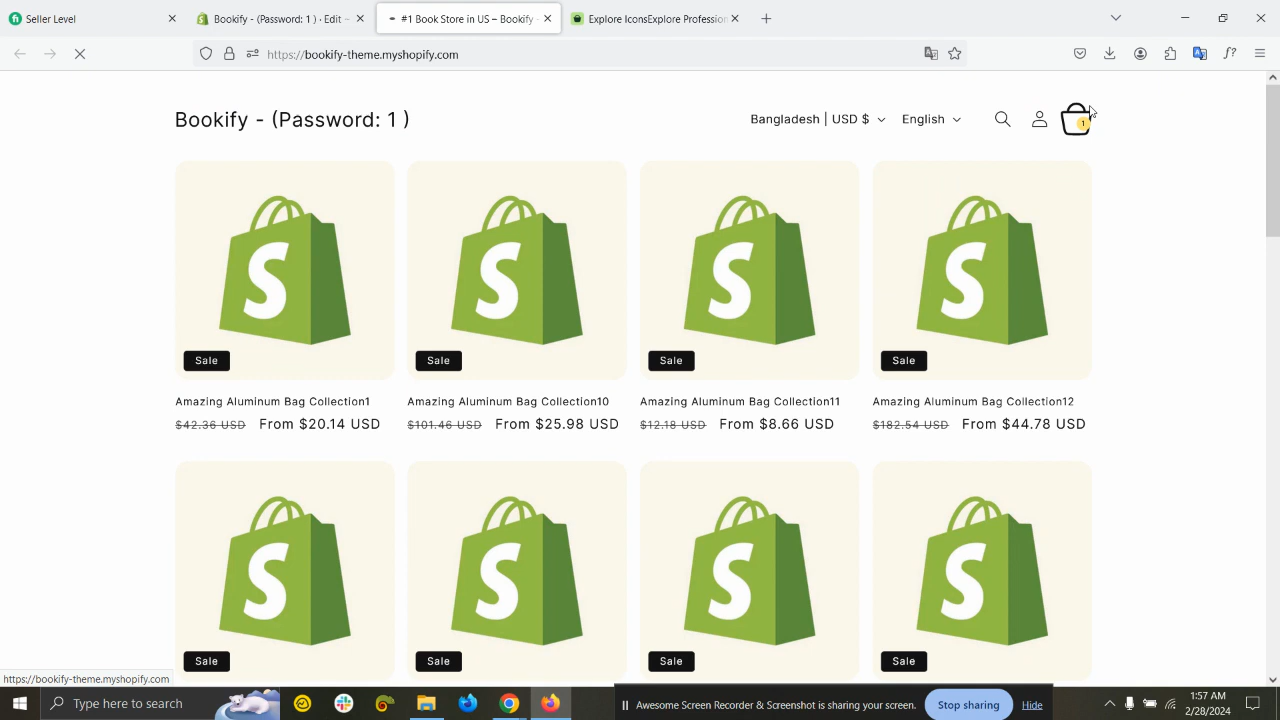 Seller Level
Bookify - (Password: 1 ) · Edit -
#1 Book Store in US – Bookify -
Explore IconsExplore Profession
https://bookify-theme.myshopify.com
Bookify - (Password: 1 )
Bangladesh | USD $
English
1
S
S
S
S
Sale
Sale
Sale
Sale
Amazing Aluminum Bag Collection1
Amazing Aluminum Bag Collection10
Amazing Aluminum Bag Collection11
Amazing Aluminum Bag Collection12
$42.36 USD From $20.14 USD
$101.46 USD From $25.98 USD
$12.18 USD From $8.66 USD
$182.54 USD From $44.78 USD
S
S
S
S
Sale
Sale
Sale
Sale
https://bookify-theme.myshopify.com
Type here to search
Awesome Screen Recorder & Screenshot is sharing your screen.
Stop sharing
Hide
1:57 AM
2/28/2024